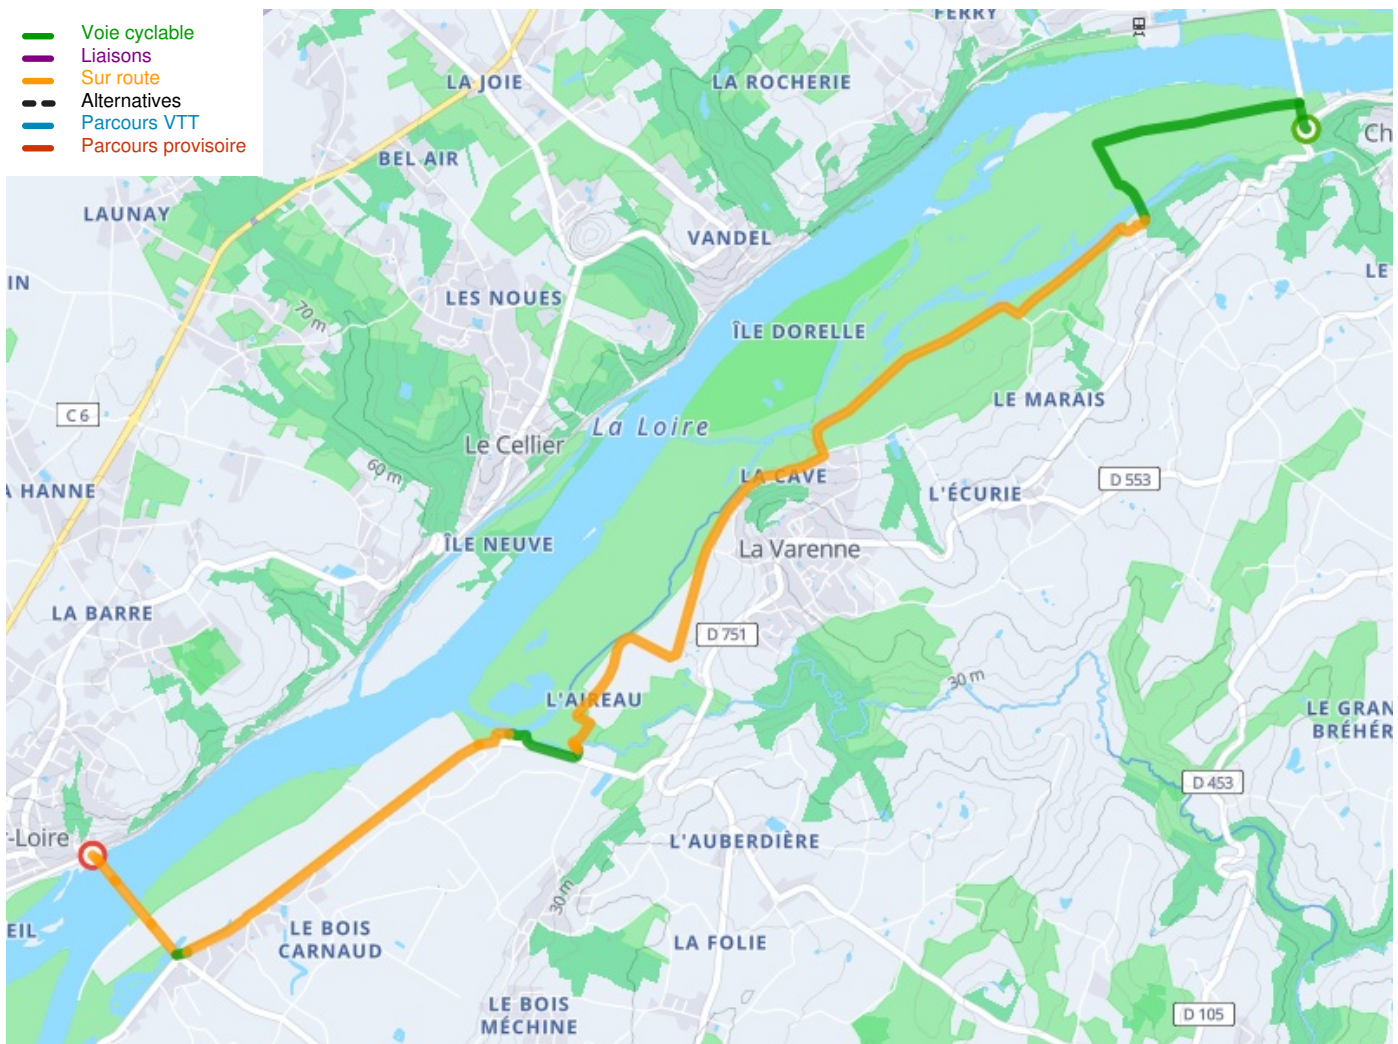 Voie cyclable
Liaisons
Sur route
Alternatives
Parcours VTT
Parcours provisoire
FERRY
LA JOIE
LA ROCHERIE
Ch
BEL AIR
LAUNAY
VANDEL
IN
LE
LES NOUES
70 m
ÎLE DORELLE
LE MARAIS
C 6
La Loire
Le Cellier
60 m
LA CAVE
D 553
A HANNE
L'ÉCURIE
ÎLE NEUVE
La Varenne
LA BARRE
D 751
30 m
L'AIREAU
LE GRAN
BRÉHÉR
D 453
r-Loire
L'AUBERDIÈRE
30 m
EIL
LE BOIS
CARNAUD
LA FOLIE
LE BOIS
MÉCHINE
D 105